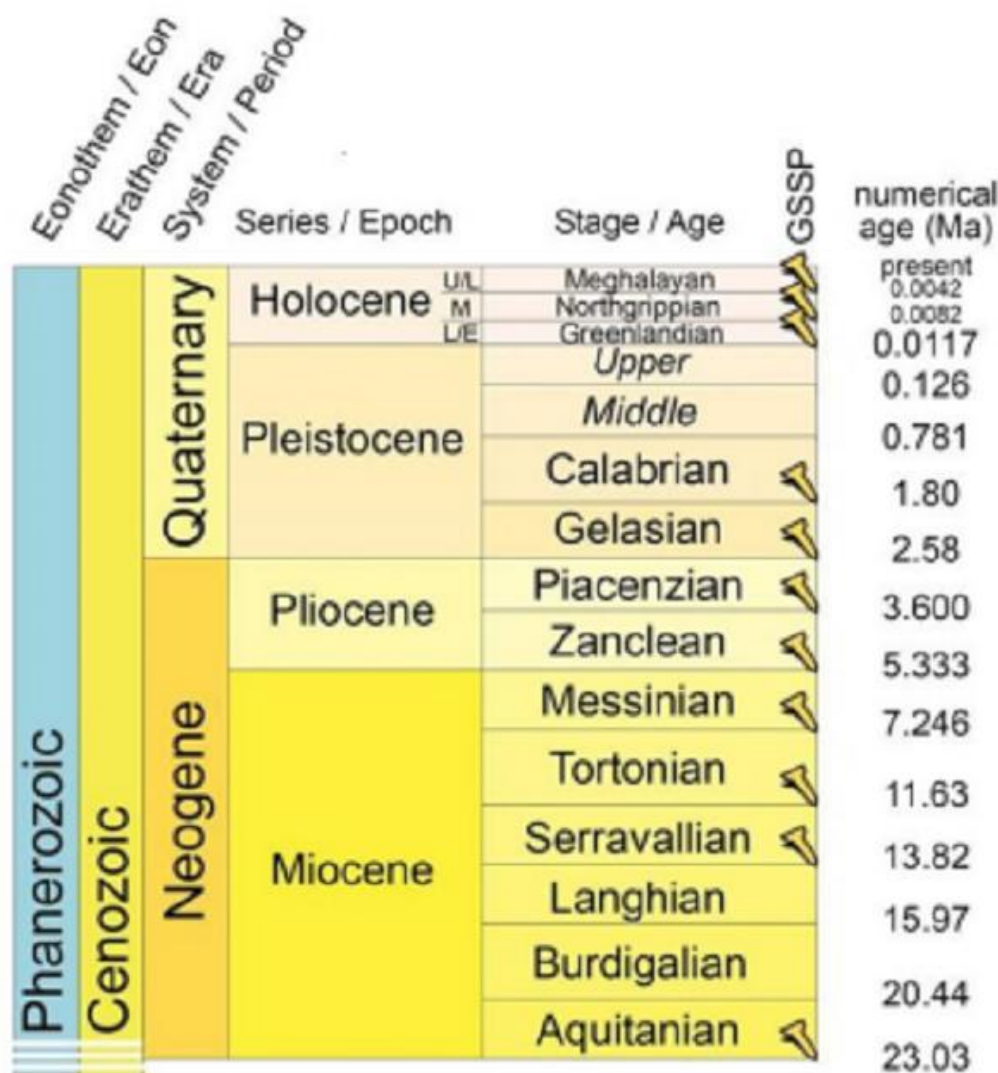 Eonothem / Eon
Erathem / Era
System / Period
Series / Epoch
Stage / Age
GSSP
numerical
age (Ma)
Phanerozoic
Cenozoic
Quaternary
Neogene
Holocene
U/L
M
L/E
Pleistocene
Pliocene
Miocene
Meghalayan
Northgrippian
Greenlandian
Upper
Middle
Calabrian
Gelasian
Piacenzian
Zanclean
Messinian
Tortonian
Serravallian
Langhian
Burdigalian
Aquitanian
present
0.0042
0.0082
0.0117
0.126
0.781
1.80
2.58
3.600
5.333
7.246
11.63
13.82
15.97
20.44
23.03